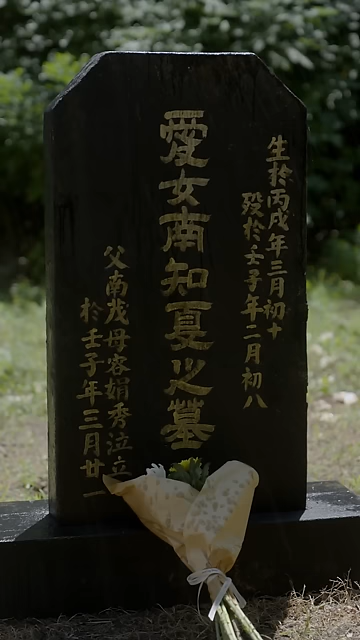 生於丙戌年三月初十
歿於壬子年二月初八
愛女南知夏之墓
父南茂母容娟秀泣立
於壬子年三月廿一